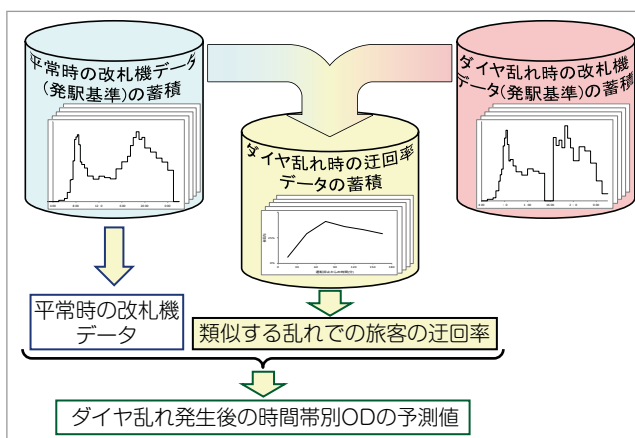 平常時の改札機データ
(発駅基準)の蓄積
ダイヤ乱れ時の改札機
データ(発駅基準)の蓄積
ダイヤ乱れ時の迂回率
データの蓄積
平常時の改札機
データ
類似する乱れでの旅客の迂回率
ダイヤ乱れ発生後の時間帯別ODの予測値